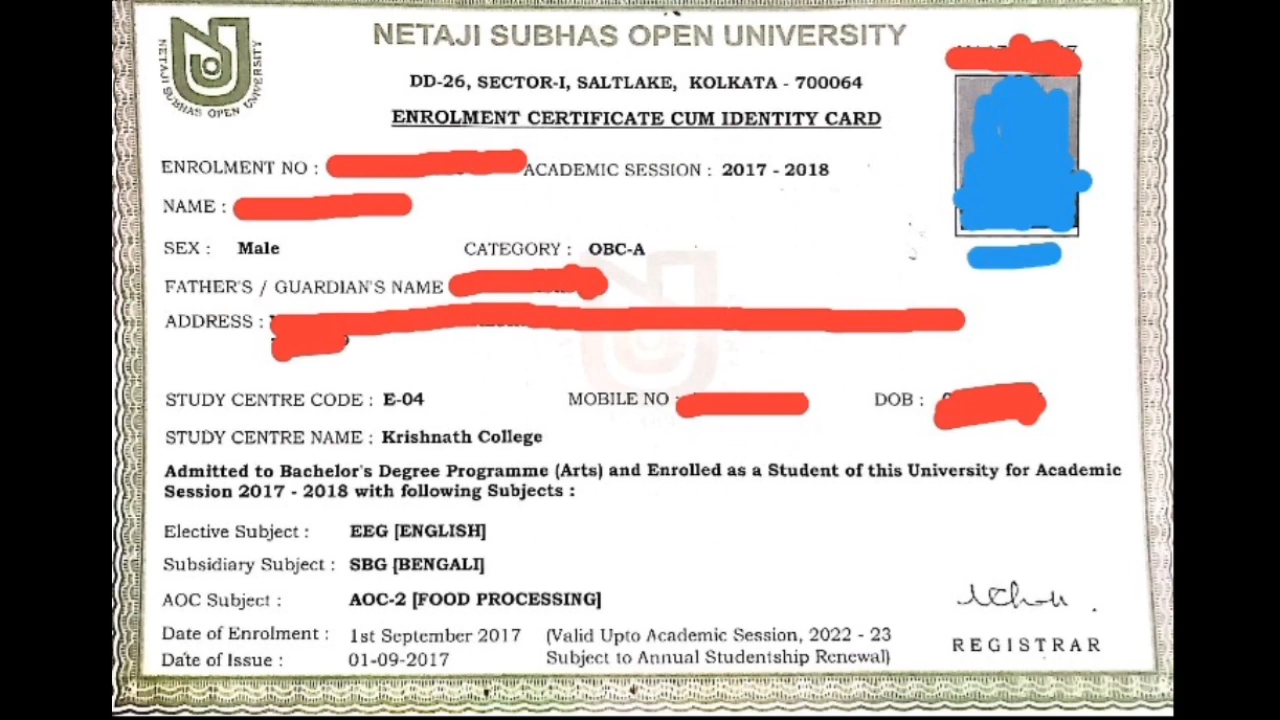 NETAJI SUBHAS OPEN UNIVERSITY
NETAJI SUBHAS OPEN UNIVERSITY
DD-26, SECTOR-I, SALTLAKE, KOLKATA - 700064
ENROLMENT CERTIFICATE CUM IDENTITY CARD
ENROLMENT NO : ACADEMIC SESSION : 2017 - 2018
NAME :
SEX : Male CATEGORY : OBC-A
FATHER'S / GUARDIAN'S NAME
ADDRESS :
STUDY CENTRE CODE : E-04 MOBILE NO DOB :
STUDY CENTRE NAME : Krishnath College
Admitted to Bachelor's Degree Programme (Arts) and Enrolled as a Student of this University for Academic
Session 2017 - 2018 with following Subjects :
Elective Subject : EEG [ENGLISH]
Subsidiary Subject : SBG [BENGALI]
AOC Subject : AOC-2 [FOOD PROCESSING]
Date of Enrolment : 1st September 2017 (Valid Upto Academic Session, 2022 - 23
Date of Issue : 01-09-2017 Subject to Annual Studentship Renewal)
REGISTRAR